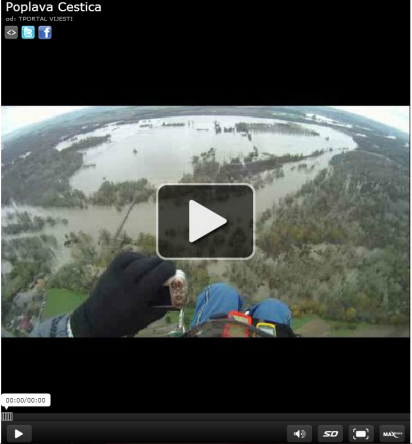 Poplava Cestica
od: TPORTAL VIJESTI
00:00/00:00
SD